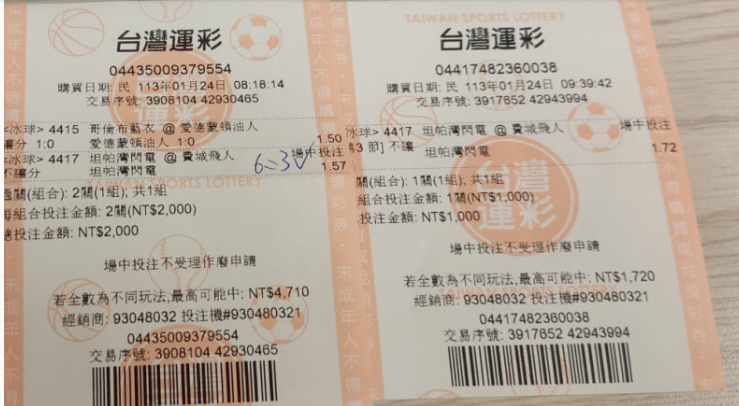 台灣運彩
04435009379554
購買日期: 民 113年01月24日 08:18:14
交易序號: 3908104 42930465
<冰球> 4415 哥倫布藍衣 @ 愛德蒙頓油人
讓分 1:0 愛德蒙頓油人 1:0 1.50
<冰球> 4417 坦帕灣閃電 @ 費城飛人 場中投注
不讓分 坦帕灣閃電 1.57
過關(組合): 2關(1組); 共1組
每組合投注金額: 2關(NT$2,000)
總投注金額: NT$2,000
場中投注不受理作廢申請
若全數為不同玩法,最高可能中: NT$4,710
經銷商: 93048032 投注機#930480321
04435009379554
交易序號: 3908104 42930465
TAIWAN SPORTS LOTTERY
台灣運彩
04417482360038
購買日期: 民 113年01月24日 09:39:42
交易序號: 3917652 42943994
冰球> 4417 坦帕灣閃電 @ 費城飛人 場中投注
3 節] 不讓 坦帕灣閃電 1.72
關(組合): 1關(1組); 共1組
組合投注金額: 1關(NT$1,000)
投注金額: NT$1,000
場中投注不受理作廢申請
若全數為不同玩法,最高可能中: NT$1,720
經銷商: 93048032 投注機#930480321
04417482360038
交易序號: 3917652 42943994